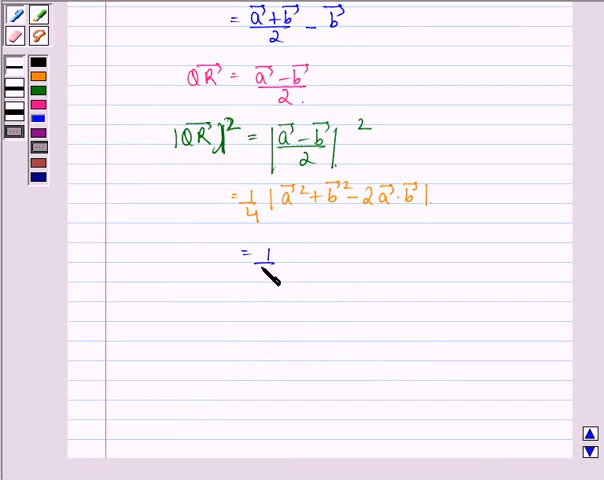 = (a⃗ + b⃗)/2 − b⃗
QR⃗ = (a⃗ − b⃗)/2.
|QR⃗|² = |(a⃗ − b⃗)/2|²
= 1/4 | a⃗² + b⃗² − 2a⃗·b⃗ |.
= 1/